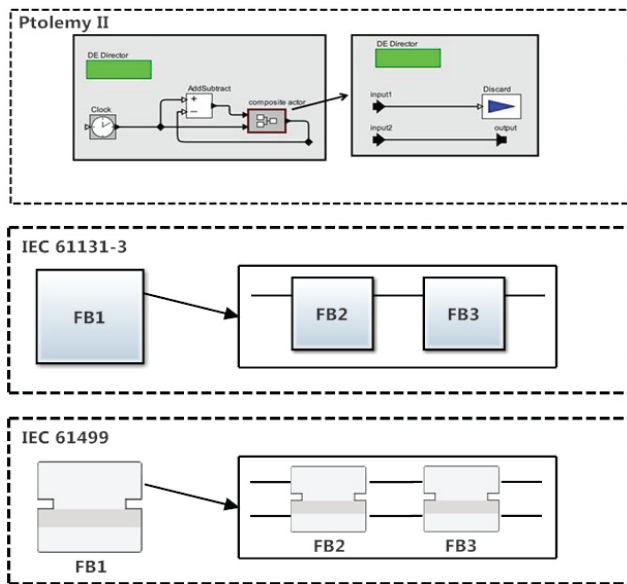 Ptolemy II
DE Director
AddSubtract
Clock
composite actor
+
−
DE Director
input1
Discard
input2
output
IEC 61131-3
FB1
FB2
FB3
IEC 61499
FB1
FB2
FB3